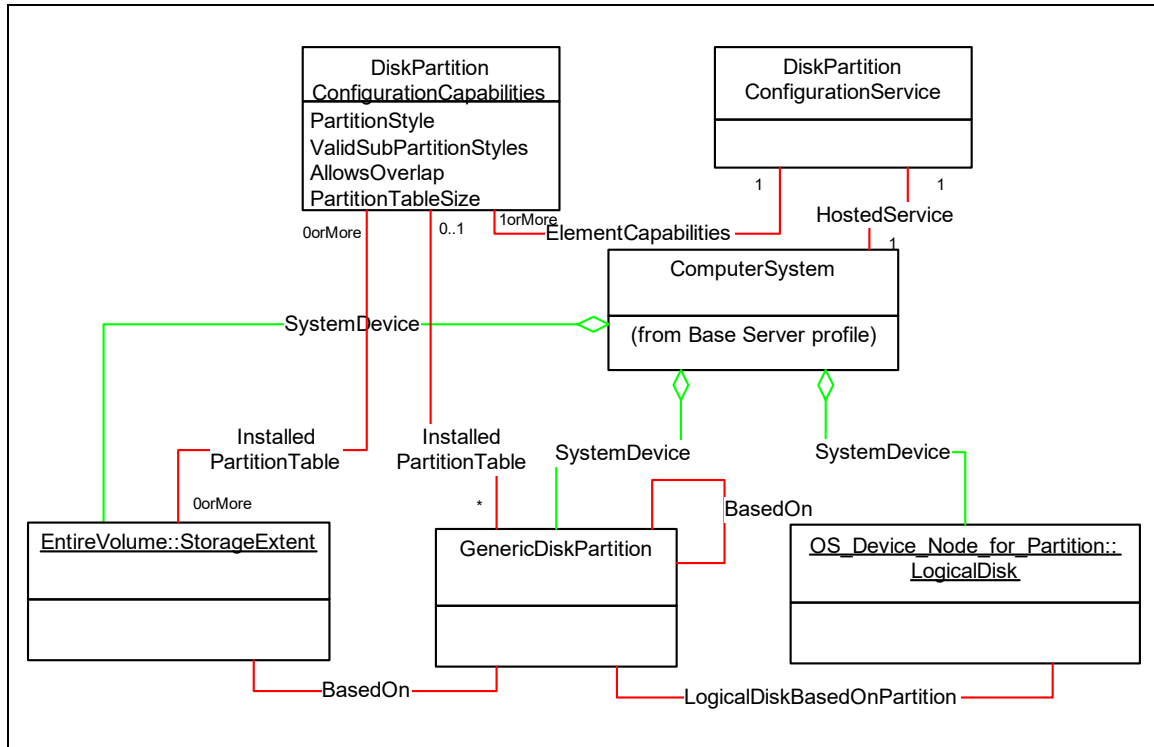 DiskPartition
ConfigurationCapabilities
PartitionStyle
ValidSubPartitionStyles
AllowsOverlap
PartitionTableSize
DiskPartition
ConfigurationService
0orMore
0..1
1orMore
1
1
ElementCapabilities
HostedService
1
ComputerSystem
(from Base Server profile)
SystemDevice
Installed
PartitionTable
Installed
PartitionTable
SystemDevice
SystemDevice
0orMore
*
BasedOn
EntireVolume::StorageExtent
GenericDiskPartition
OS_Device_Node_for_Partition::
LogicalDisk
BasedOn
LogicalDiskBasedOnPartition